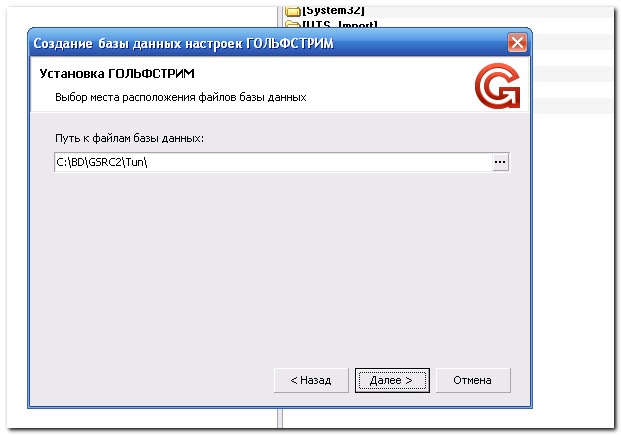 [System32]
[UTS_Import]
Создание базы данных настроек ГОЛЬФСТРИМ
Установка ГОЛЬФСТРИМ
Выбор места расположения файлов базы данных
Путь к файлам базы данных:
C:\BD\GSRC2\Tun\
...
< Назад
Далее >
Отмена